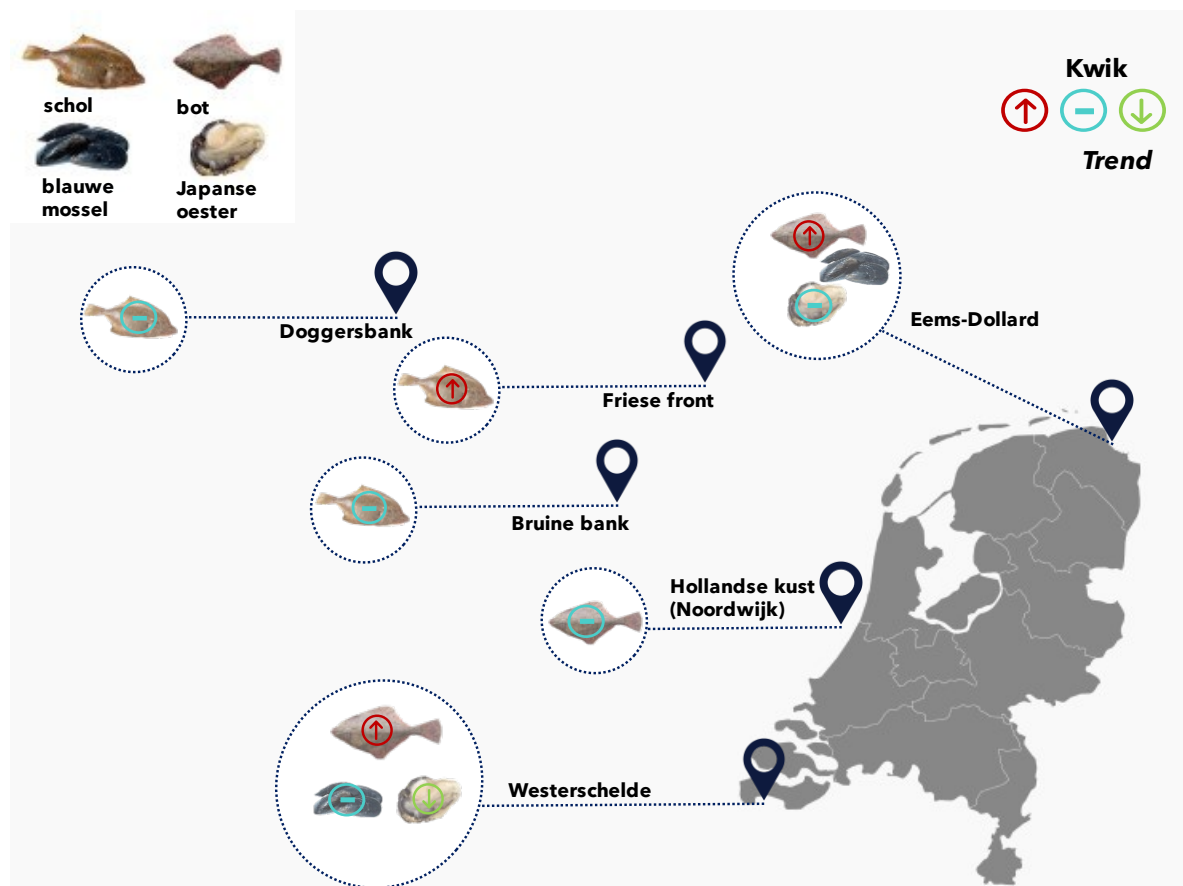 schol
bot
blauwe
mossel
Japanse
oester
Kwik
Trend
Eems-Dollard
Doggersbank
Friese front
Bruine bank
Hollandse kust
(Noordwijk)
Westerschelde